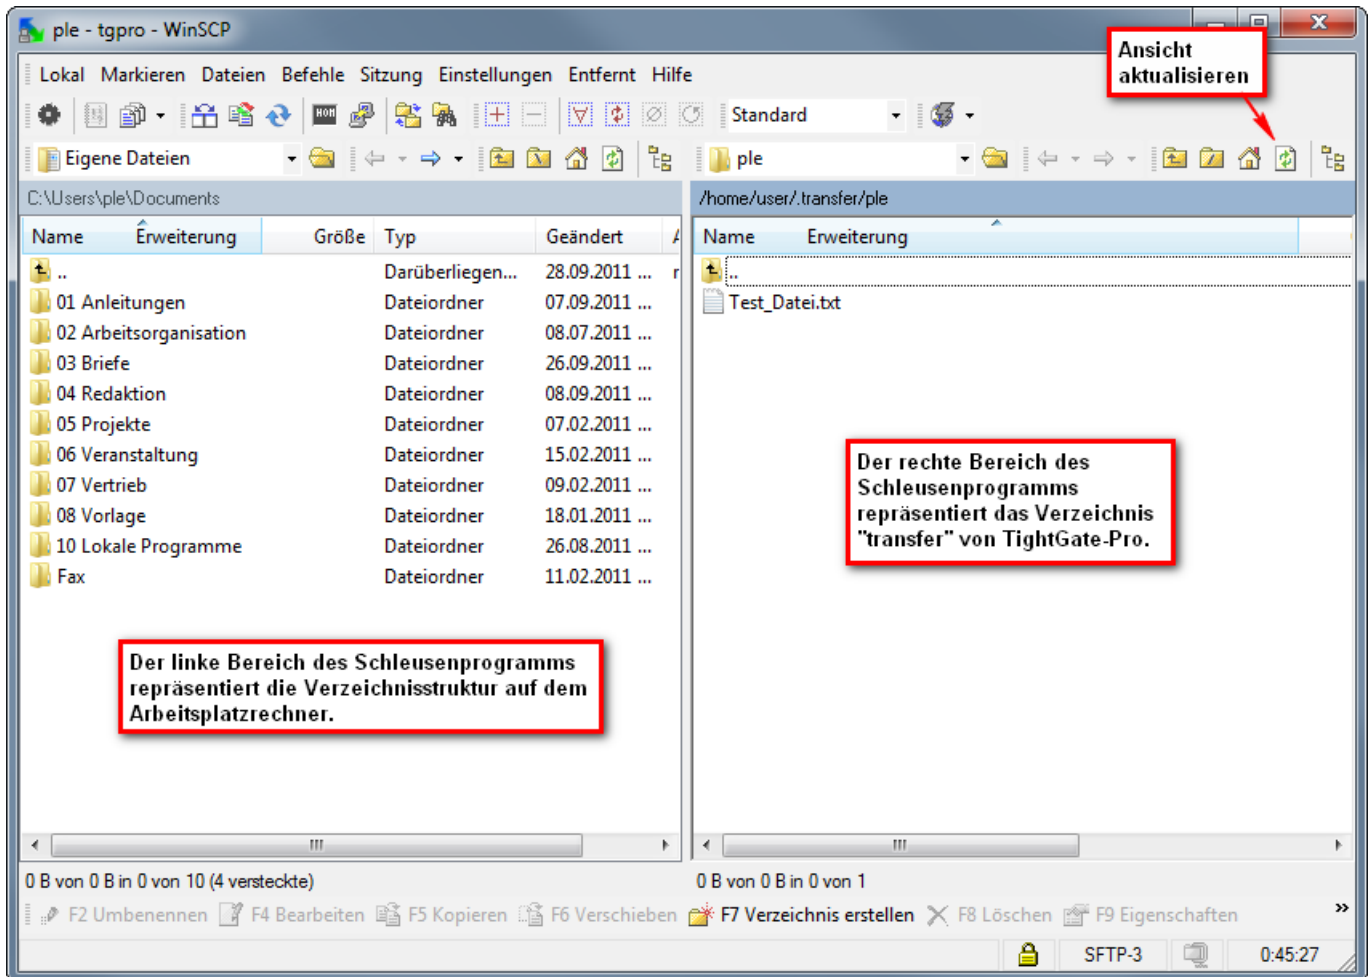 ple - tgpro - WinSCP
Ansicht
aktualisieren
Lokal Markieren Dateien Befehle Sitzung Einstellungen Entfernt Hilfe
Standard
Eigene Dateien
ple
C:\Users\ple\Documents
/home/user/.transfer/ple
Name Erweiterung Größe Typ Geändert
Name Erweiterung
.. Darüberliegen... 28.09.2011 ... r
..
01 Anleitungen Dateiordner 07.09.2011 ...
Test_Datei.txt
02 Arbeitsorganisation Dateiordner 08.07.2011 ...
03 Briefe Dateiordner 26.09.2011 ...
04 Redaktion Dateiordner 08.09.2011 ...
05 Projekte Dateiordner 07.02.2011 ...
06 Veranstaltung Dateiordner 15.02.2011 ...
07 Vertrieb Dateiordner 09.02.2011 ...
08 Vorlage Dateiordner 18.01.2011 ...
10 Lokale Programme Dateiordner 26.08.2011 ...
Fax Dateiordner 11.02.2011 ...
Der rechte Bereich des
Schleusenprogramms
repräsentiert das Verzeichnis
"transfer" von TightGate-Pro.
Der linke Bereich des Schleusenprogramms
repräsentiert die Verzeichnisstruktur auf dem
Arbeitsplatzrechner.
0 B von 0 B in 0 von 10 (4 versteckte)
0 B von 0 B in 0 von 1
F2 Umbenennen F4 Bearbeiten F5 Kopieren F6 Verschieben F7 Verzeichnis erstellen F8 Löschen F9 Eigenschaften
SFTP-3 0:45:27